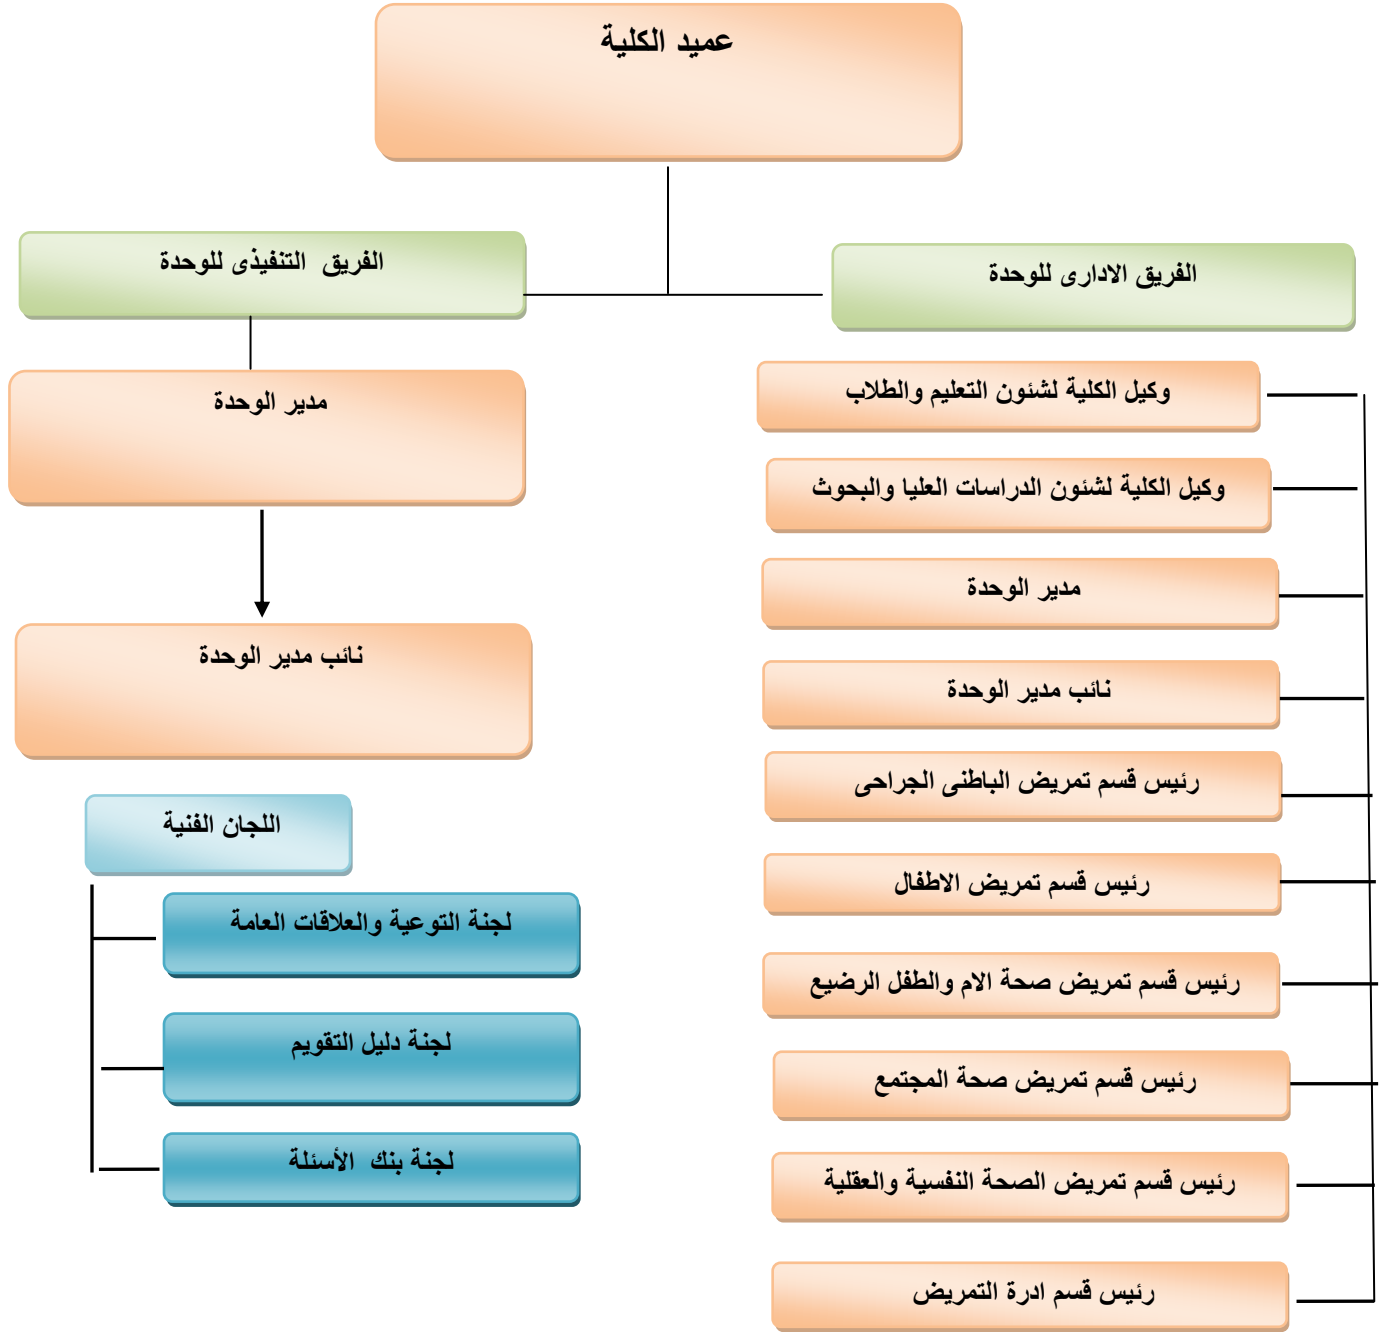 عميد الكلية
الفريق الادارى للوحدة
وكيل الكلية لشئون التعليم والطلاب
وكيل الكلية لشئون الدراسات العليا والبحوث
مدير الوحدة
نائب مدير الوحدة
رئيس قسم تمريض الباطنى الجراحى
رئيس قسم تمريض الاطفال
رئيس قسم تمريض صحة الام والطفل الرضيع
رئيس قسم تمريض صحة المجتمع
رئيس قسم تمريض الصحة النفسية والعقلية
رئيس قسم ادرة التمريض
الفريق التنفيذى للوحدة
مدير الوحدة
نائب مدير الوحدة
اللجان الفنية
لجنة التوعية والعلاقات العامة
لجنة دليل التقويم
لجنة بنك الأسئلة